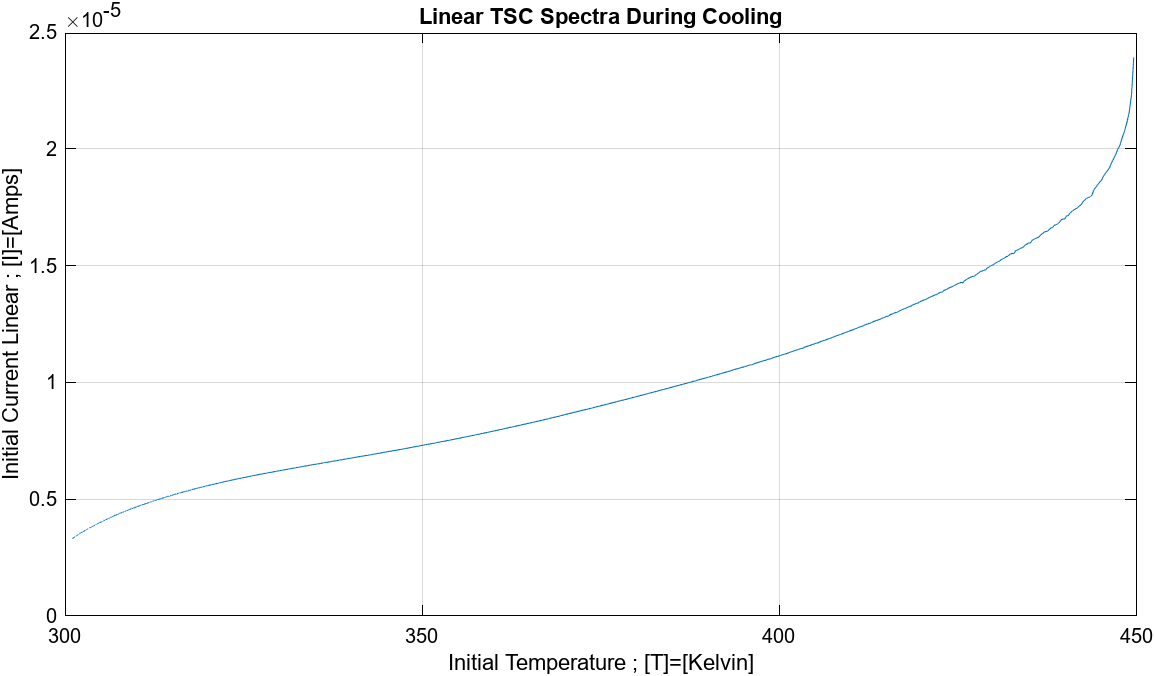 Linear TSC Spectra During Cooling
×10-5
2.5
2
1.5
1
0.5
0
300 350 400 450
Initial Current Linear ; [I]=[Amps]
Initial Temperature ; [T]=[Kelvin]